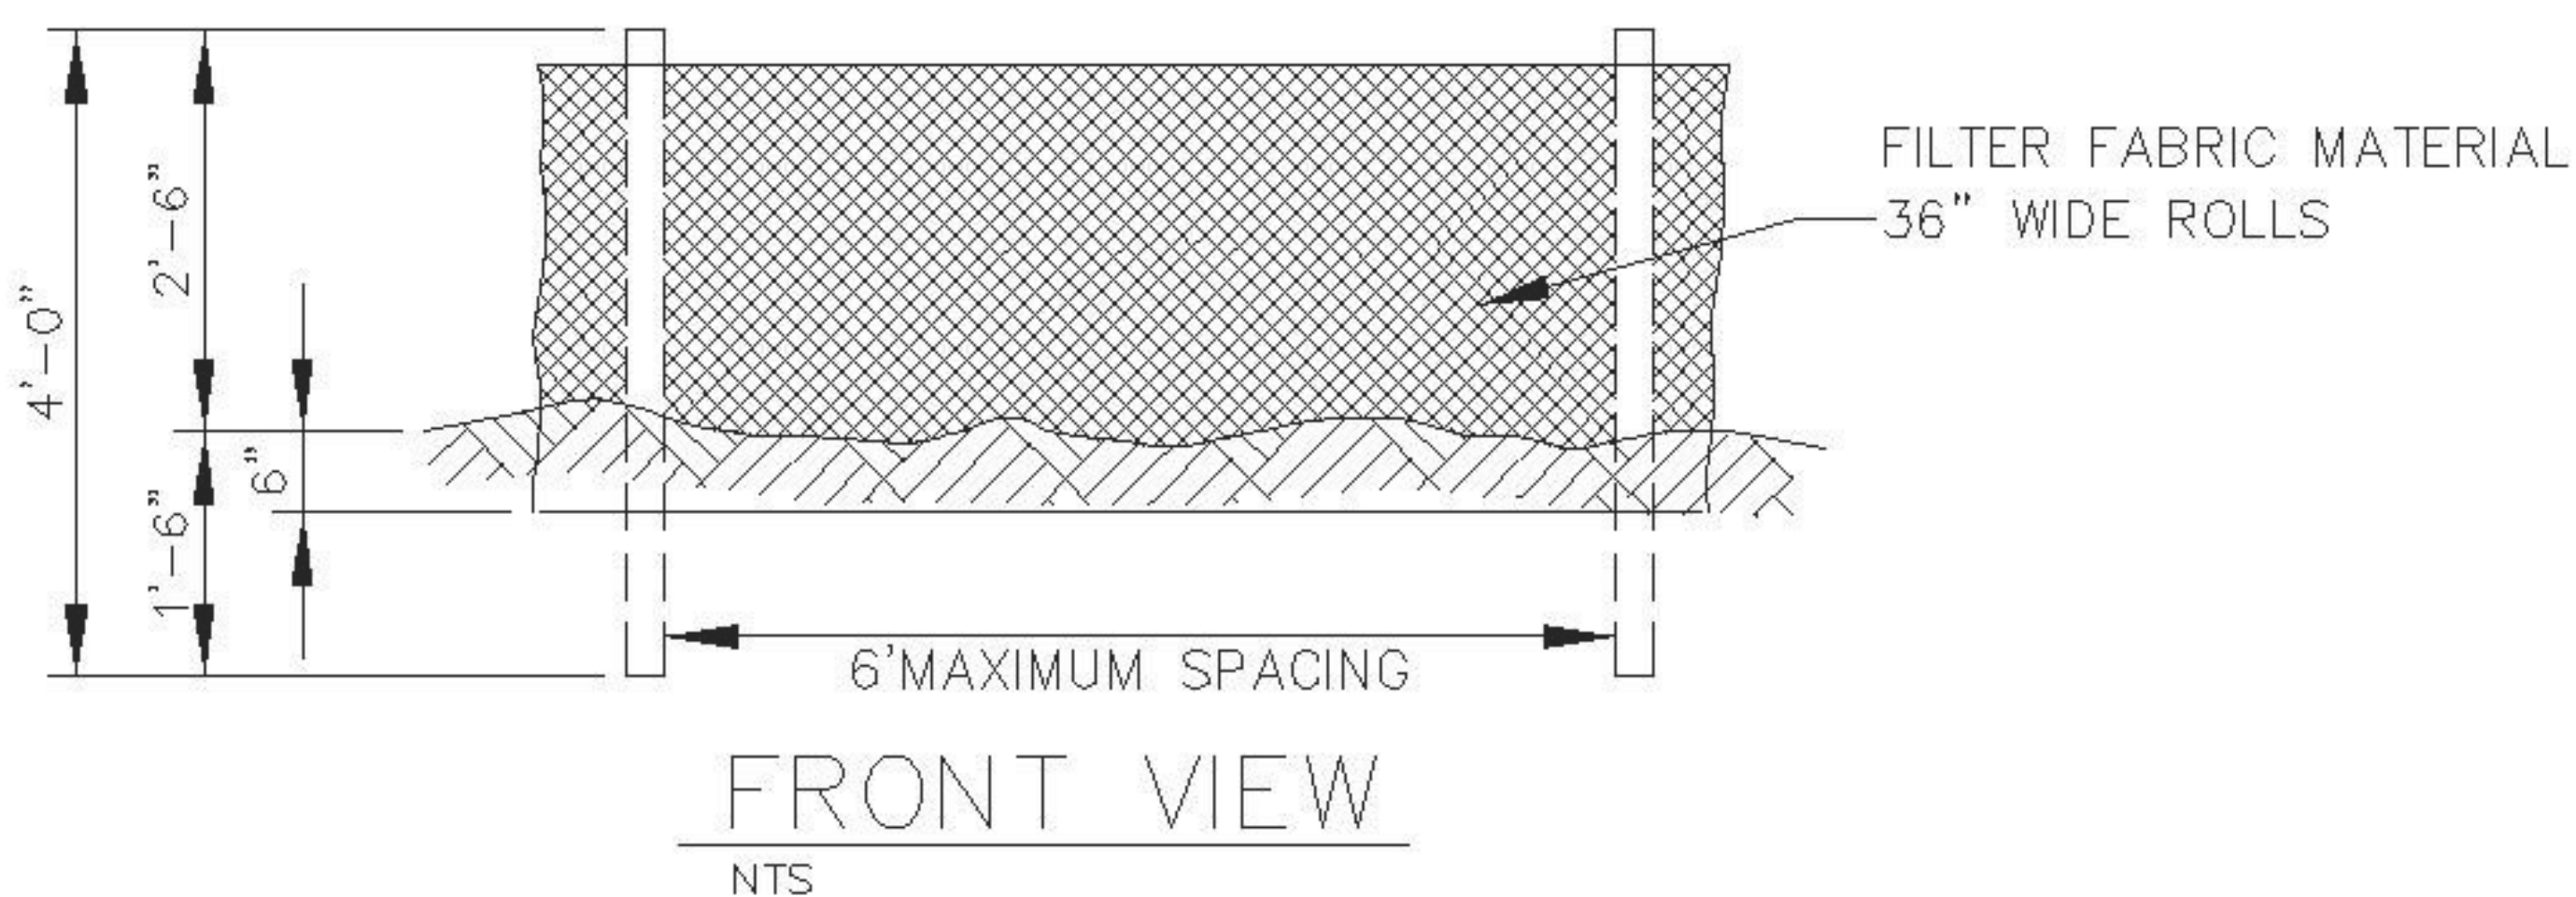 4'-0"
2'-6"
1'-6"
6"
FILTER FABRIC MATERIAL
36" WIDE ROLLS
6'MAXIMUM SPACING
FRONT VIEW
NTS